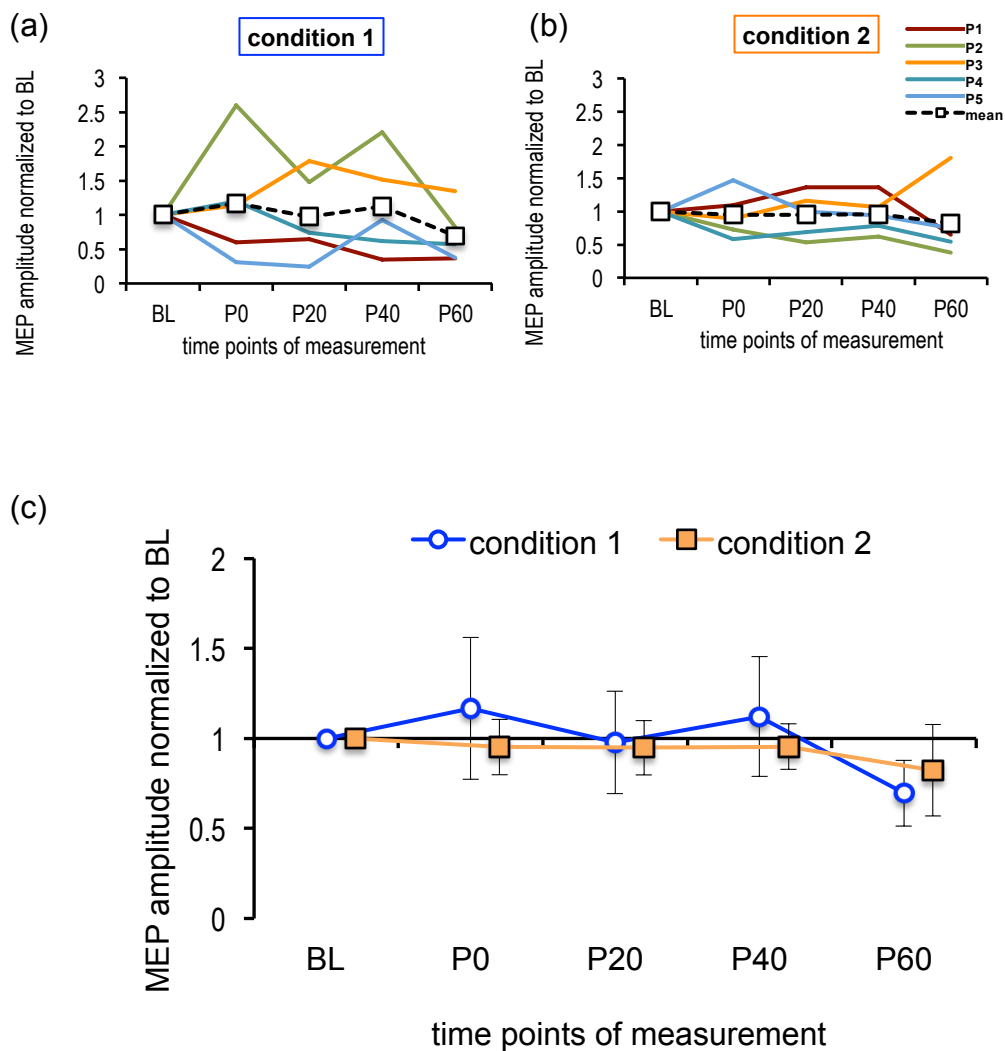 (a)
condition 1
MEP amplitude normalized to BL
3
2.5
2
1.5
1
0.5
0
BL P0 P20 P40 P60
time points of measurement
(b)
condition 2
P1
P2
P3
P4
P5
mean
MEP amplitude normalized to BL
3
2.5
2
1.5
1
0.5
0
BL P0 P20 P40 P60
time points of measurement
(c)
condition 1 condition 2
MEP amplitude normalized to BL
2
1.5
1
0.5
0
BL P0 P20 P40 P60
time points of measurement